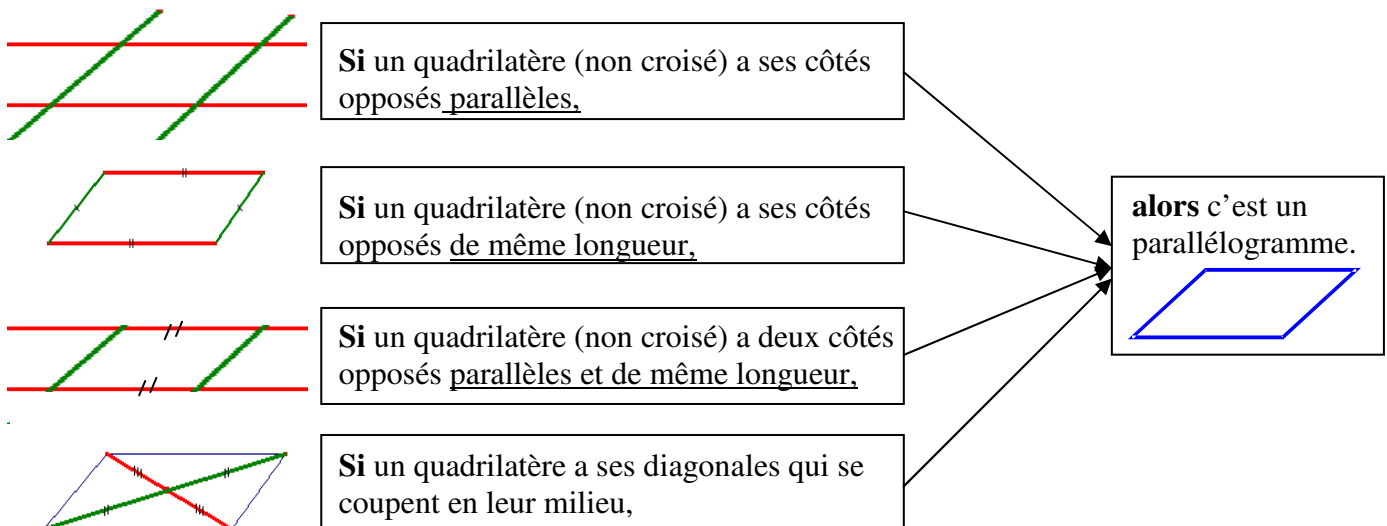 Si un quadrilatère (non croisé) a ses côtés
opposés parallèles,
Si un quadrilatère (non croisé) a ses côtés
opposés de même longueur,
Si un quadrilatère (non croisé) a deux côtés
opposés parallèles et de même longueur,
Si un quadrilatère a ses diagonales qui se
coupent en leur milieu,
alors c’est un
parallélogramme.